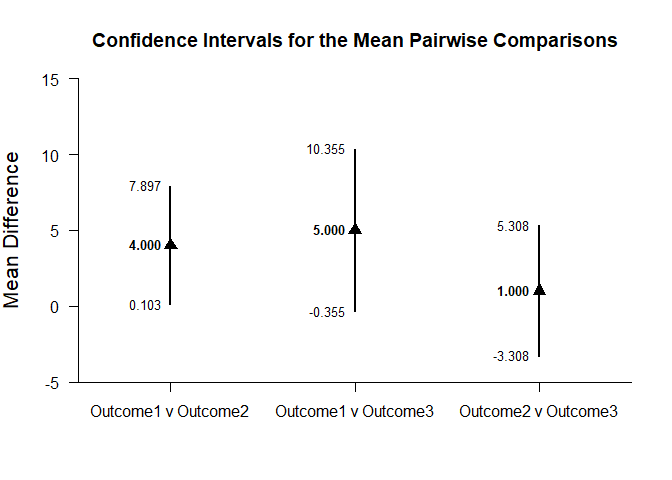 Confidence Intervals for the Mean Pairwise Comparisons
Mean Difference
15
10
5
0
-5
7.897
4.000
0.103
10.355
5.000
-0.355
5.308
1.000
-3.308
Outcome1 v Outcome2
Outcome1 v Outcome3
Outcome2 v Outcome3